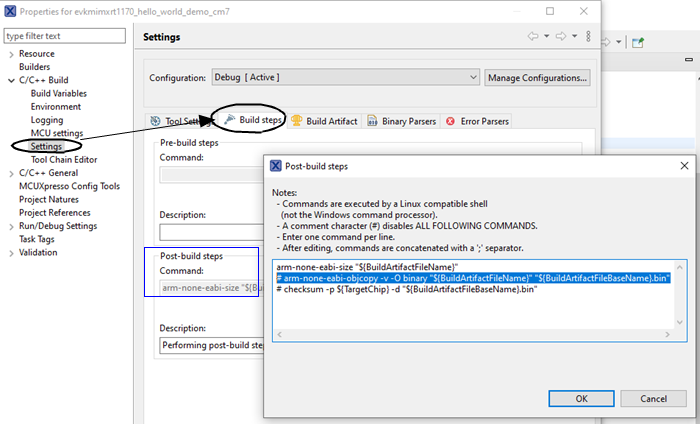 Properties for evkmimxrt1170_hello_world_demo_cm7
type filter text
Resource
Builders
C/C++ Build
Build Variables
Environment
Logging
MCU settings
Settings
Tool Chain Editor
C/C++ General
MCUXpresso Config Tools
Project Natures
Project References
Run/Debug Settings
Task Tags
Validation
Settings
Configuration:
Debug [ Active ]
Manage Configurations...
Tool Settings
Build steps
Build Artifact
Binary Parsers
Error Parsers
Pre-build steps
Command:
Description:
Post-build steps
Command:
arm-none-eabi-size "${Bu
Description:
Performing post-build step
Post-build steps
Notes:
- Commands are executed by a Linux compatible shell
(not the Windows command processor).
- A comment character (#) disables ALL FOLLOWING COMMANDS.
- Enter one command per line.
- After editing, commands are concatenated with a ';' separator.
arm-none-eabi-size "${BuildArtifactFileName}"
# arm-none-eabi-objcopy -v -O binary "${BuildArtifactFileName}" "${BuildArtifactFileBaseName}.bin"
# checksum -p ${TargetChip} -d "${BuildArtifactFileBaseName}.bin"
OK
Cancel